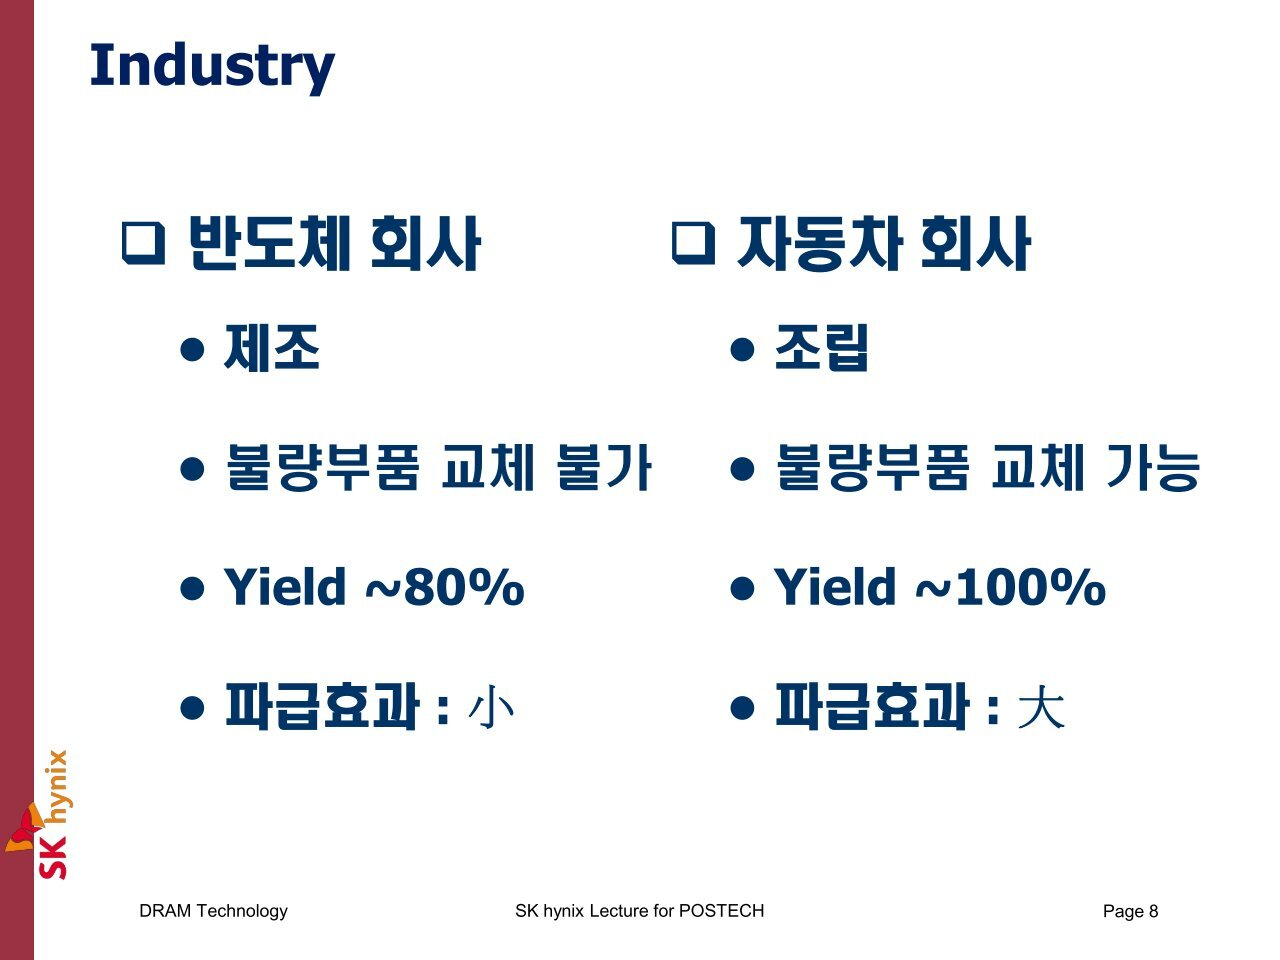 Industry
반도체 회사
제조
불량부품 교체 불가
Yield ~80%
파급효과 : 小
자동차 회사
조립
불량부품 교체 가능
Yield ~100%
파급효과 : 大
SK hynix
DRAM Technology
SK hynix Lecture for POSTECH
Page 8